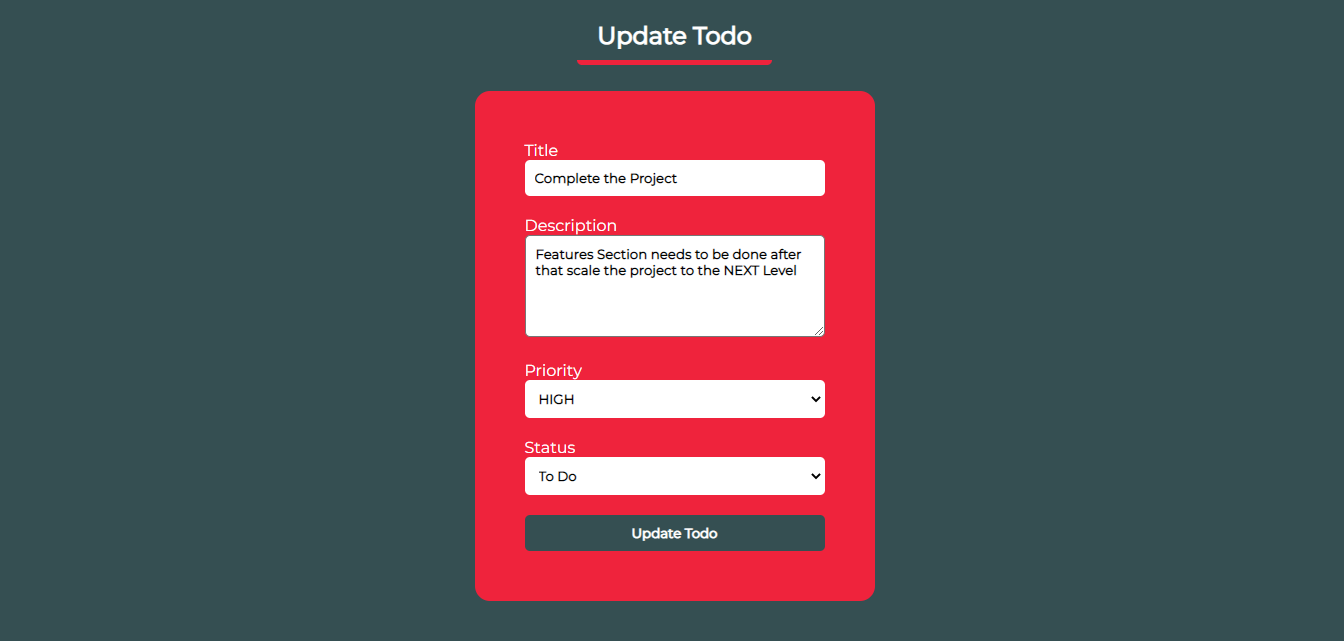 Update Todo
Title
Complete the Project
Description
Features Section needs to be done after
that scale the project to the NEXT Level
Priority
HIGH
Status
To Do
Update Todo